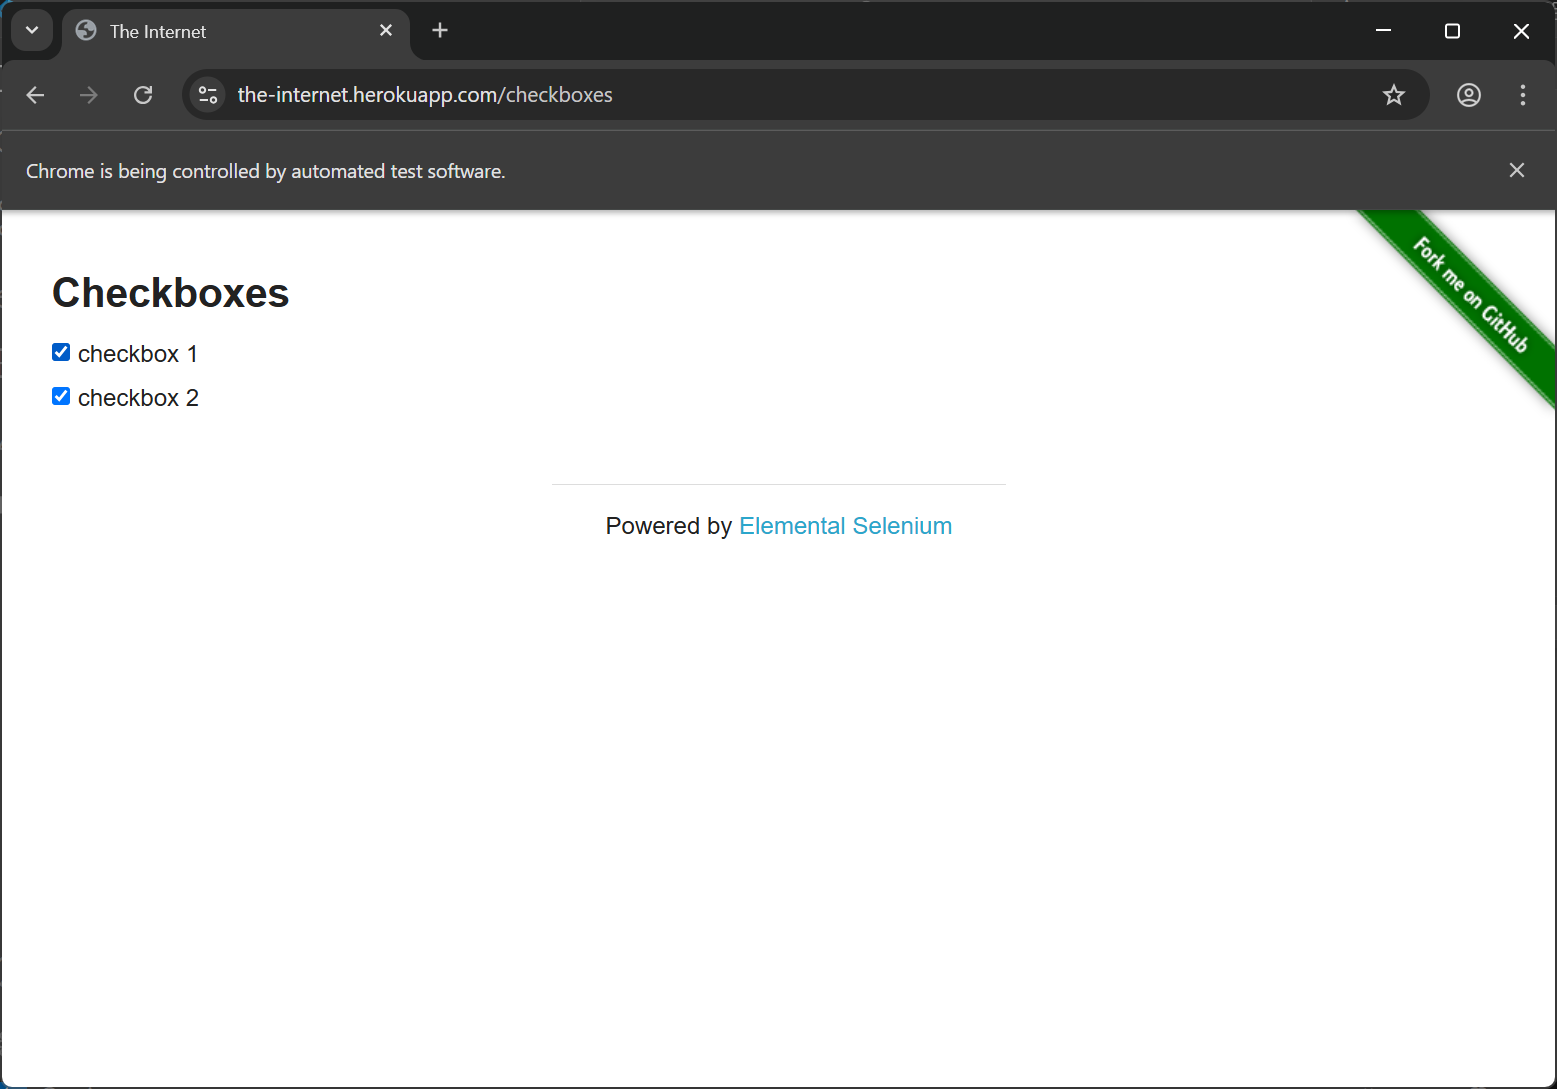 The Internet
the-internet.herokuapp.com/checkboxes
Chrome is being controlled by automated test software.
Fork me on GitHub
Checkboxes
checkbox 1
checkbox 2
Powered by Elemental Selenium